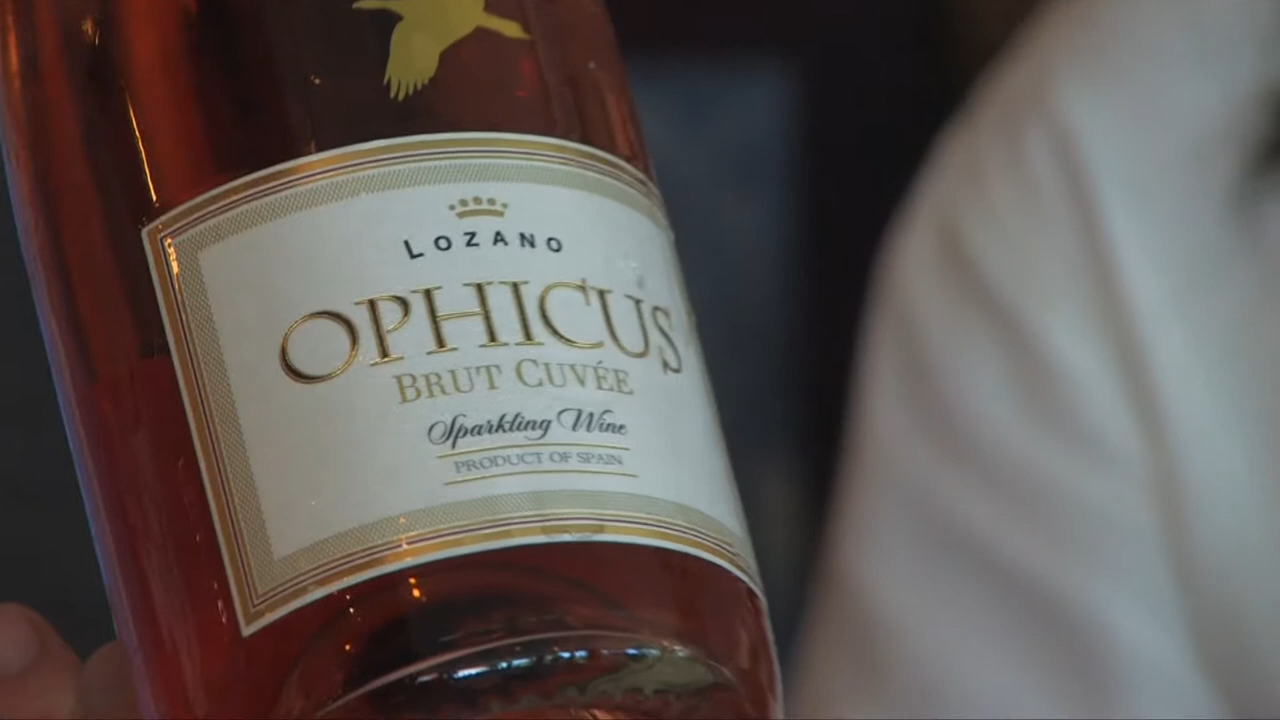 LOZANO
OPHICUS
BRUT CUVÉE
Sparkling Wine
PRODUCT OF SPAIN